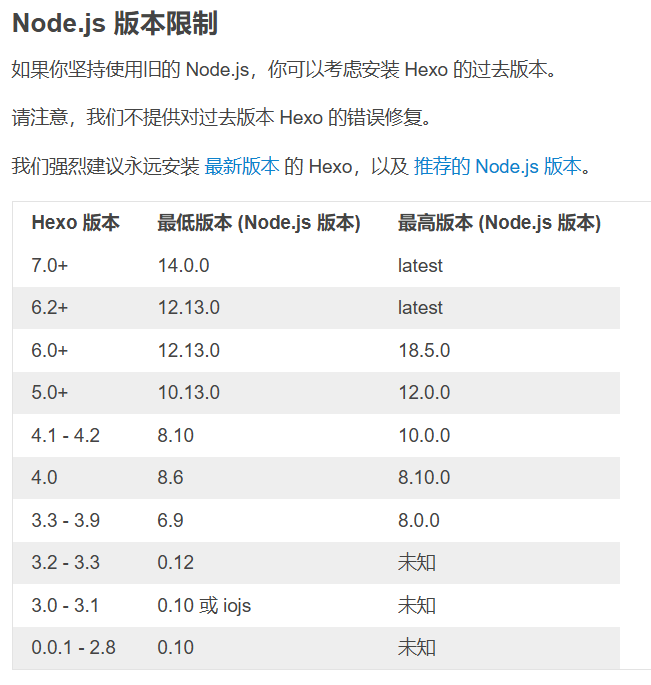 Node.js 版本限制
如果你坚持使用旧的 Node.js，你可以考虑安装 Hexo 的过去版本。
请注意，我们不提供对过去版本 Hexo 的错误修复。
我们强烈建议永远安装 最新版本 的 Hexo，以及 推荐的 Node.js 版本。
Hexo 版本 最低版本 (Node.js 版本) 最高版本 (Node.js 版本)
7.0+ 14.0.0 latest
6.2+ 12.13.0 latest
6.0+ 12.13.0 18.5.0
5.0+ 10.13.0 12.0.0
4.1 - 4.2 8.10 10.0.0
4.0 8.6 8.10.0
3.3 - 3.9 6.9 8.0.0
3.2 - 3.3 0.12 未知
3.0 - 3.1 0.10 或 iojs 未知
0.0.1 - 2.8 0.10 未知